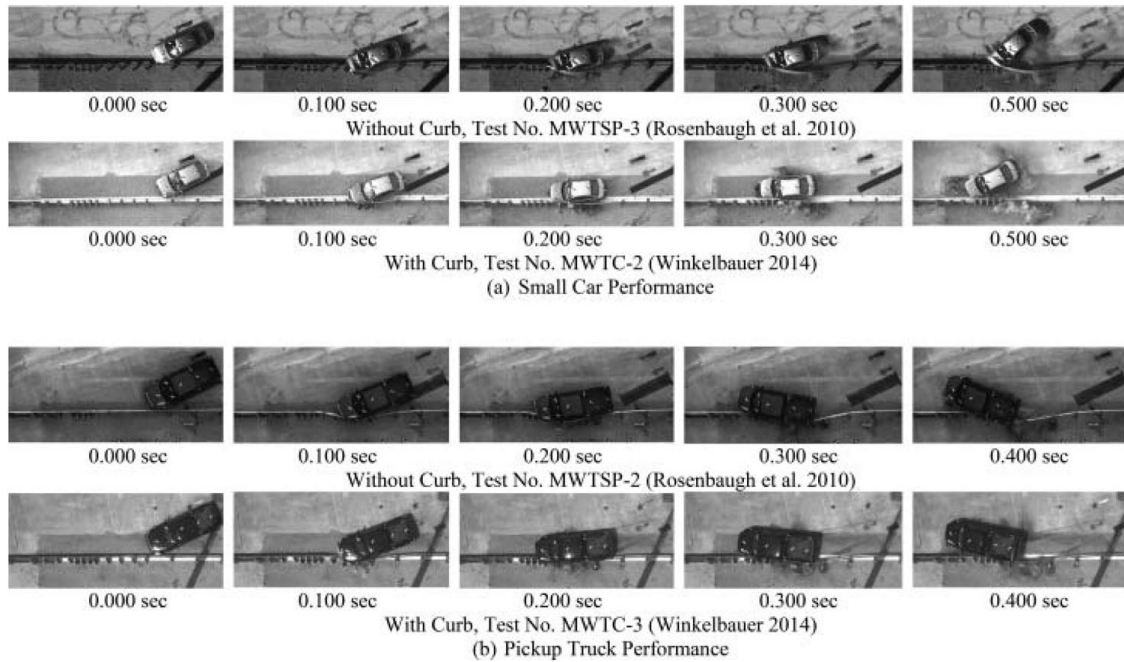 0.000 sec 0.100 sec 0.200 sec 0.300 sec 0.500 sec
Without Curb, Test No. MWTSP-3 (Rosenbaugh et al. 2010)
0.000 sec 0.100 sec 0.200 sec 0.300 sec 0.500 sec
With Curb, Test No. MWTC-2 (Winkelbauer 2014)
(a) Small Car Performance
0.000 sec 0.100 sec 0.200 sec 0.300 sec 0.400 sec
Without Curb, Test No. MWTSP-2 (Rosenbaugh et al. 2010)
0.000 sec 0.100 sec 0.200 sec 0.300 sec 0.400 sec
With Curb, Test No. MWTC-3 (Winkelbauer 2014)
(b) Pickup Truck Performance